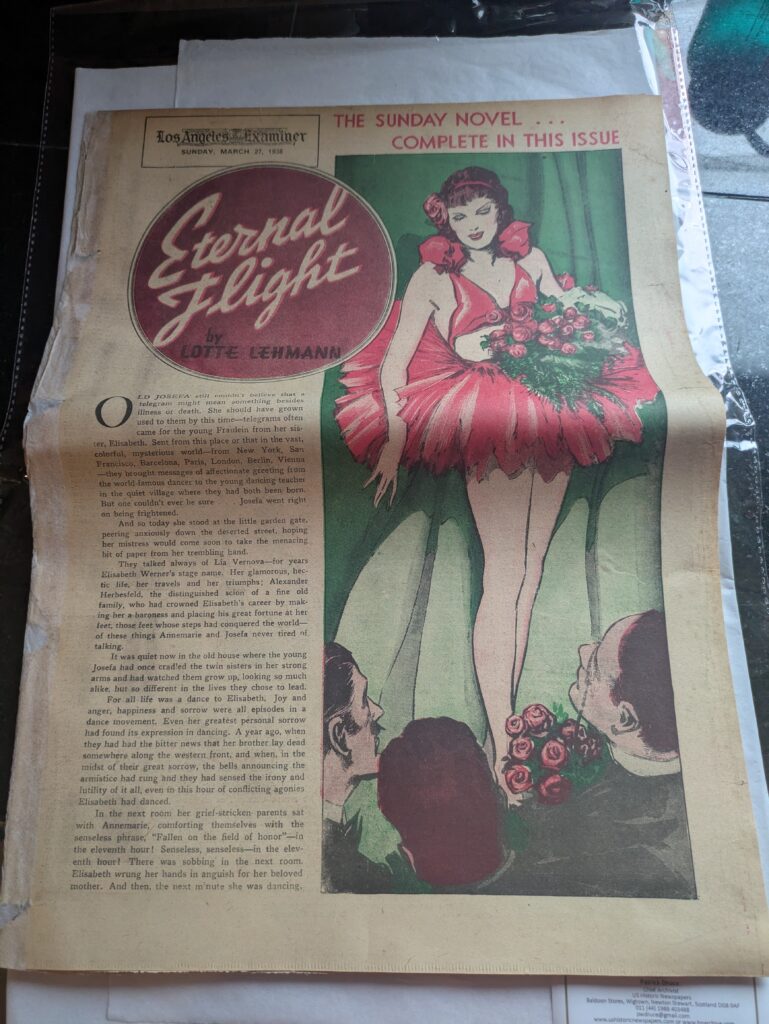 Los Angeles Examiner
SUNDAY, MARCH 27, 1938
THE SUNDAY NOVEL . . .
COMPLETE IN THIS ISSUE
Eternal
Flight
by
LOTTE LEHMANN
OLD JOSEFA still couldn't believe that a
telegram might mean something besides
illness or death. She should have grown
used to them by this time—telegrams often
came for the young Fraulein from her sis-
ter, Elisabeth. Sent from this place or that in the vast,
colorful, mysterious world—from New York, San
Francisco, Barcelona, Paris, London, Berlin, Vienna
—they brought messages of affectionate greeting from
the world-famous dancer to the young dancing teacher
in the quiet village where they had both been born.
But one couldn't ever be sure . . . Josefa went right
on being frightened.
And so today she stood at the little garden gate,
peering anxiously down the deserted street, hoping
her mistress would come soon to take the menacing
bit of paper from her trembling hand.
They talked always of Lia Vernova—for years
Elisabeth Werner's stage name. Her glamorous, hec-
tic life, her travels and her triumphs; Alexander
Herbesfeld, the distinguished scion of a fine old
family, who had crowned Elisabeth's career by mak-
ing her a baroness and placing his great fortune at her
feet, those feet whose steps had conquered the world—
of these things Annemarie and Josefa never tired of
talking.
It was quiet now in the old house where the young
Josefa had once cradled the twin sisters in her strong
arms and had watched them grow up, looking so much
alike, but so different in the lives they chose to lead.
For all life was a dance to Elisabeth. Joy and
anger, happiness and sorrow were all episodes in a
dance movement. Even her greatest personal sorrow
had found its expression in dancing. A year ago, when
they had had the bitter news that her brother lay dead
somewhere along the western front, and when, in the
midst of their great sorrow, the bells announcing the
armistice had rung and they had sensed the irony and
futility of it all, even in this hour of conflicting agonies
Elisabeth had danced.
In the next room her grief-stricken parents sat
with Annemarie, comforting themselves with the
senseless phrase, "Fallen on the field of honor"—in
the eleventh hour! Senseless, senseless—in the elev-
enth hour! There was sobbing in the next room.
Elisabeth wrung her hands in anguish for her beloved
mother. And then, the next minute she was dancing,
Chief Archivist
US Historic Newspapers
Baldoon Stores, Wigtown, Newton Stewart, Scotland DG8 9AF